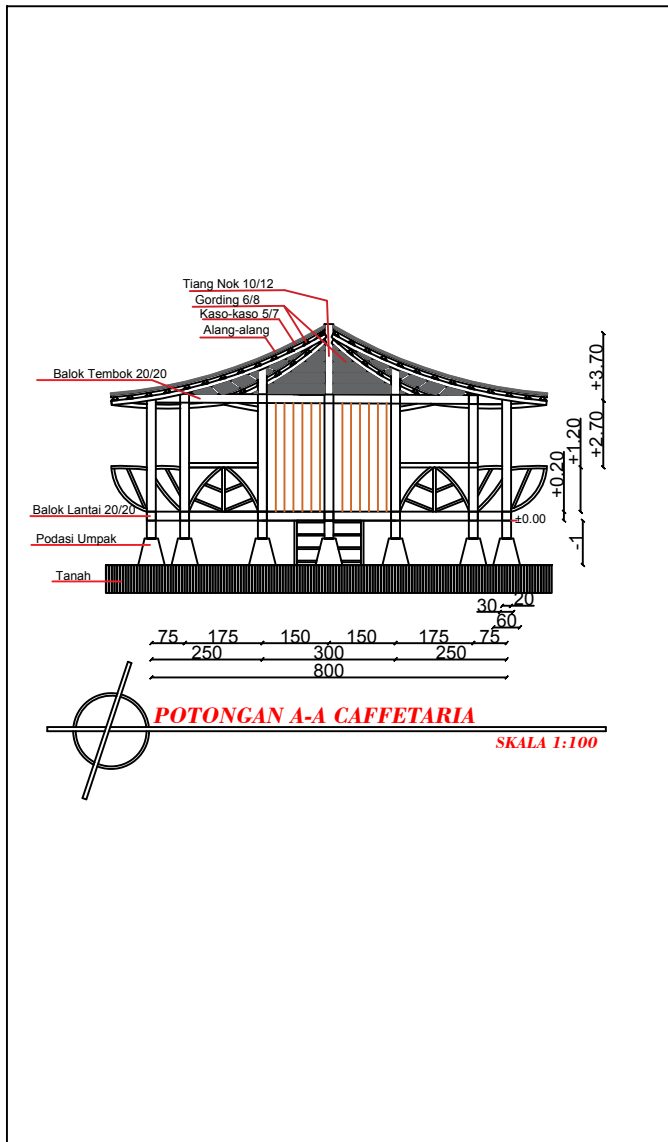 Tiang Nok 10/12
Gording 6/8
Kaso-kaso 5/7
Alang-alang
Balok Tembok 20/20
Balok Lantai 20/20
Podasi Umpak
Tanah
+3.70
+2.70
+1.20
+0.20
±0.00
-1
20
30
60
75 175 150 150 175 75
250 300 250
800
POTONGAN A-A CAFFETARIA
SKALA 1:100